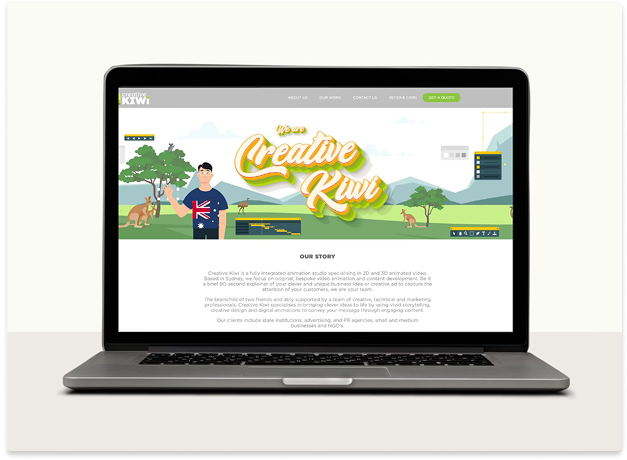 creative
KIWI
ABOUT US OUR WORK CONTACT US REFER A KIWI GET A QUOTE
We are
Creative
Kiwi
OUR STORY
Creative Kiwi is a fully integrated animation studio specialising in 2D and 3D animated video.
Based in Sydney, we focus on original, bespoke video animation and content development. Be it
a brief 90 second explainer of your clever and unique business idea or creative ad to capture the
attention of your customers, we are your team.
The brainchild of two friends and ably supported by a team of creative, technical and marketing
professionals, Creative Kiwi specialises in bringing clever ideas to life by using vivid storytelling,
creative design and digital animations to convey your message through engaging content.
Our clients include state institutions, advertising, and PR agencies, small and medium
businesses and NGO's.